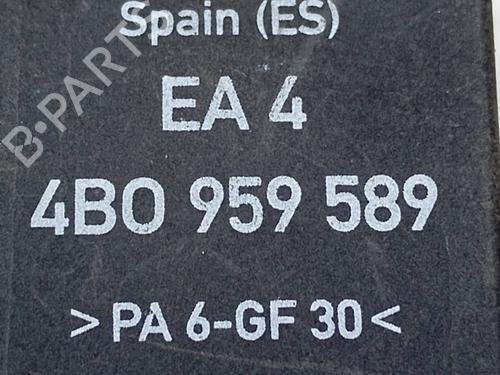 Spain (ES)
EA 4
4B0 959 589
>PA 6-GF 30<
B-PARTS